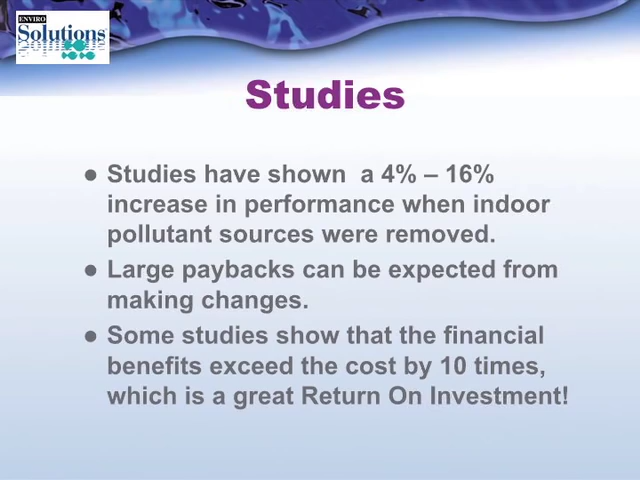 ENVIRO
Solutions
Studies
● Studies have shown  a 4% – 16%
increase in performance when indoor
pollutant sources were removed.
● Large paybacks can be expected from
making changes.
● Some studies show that the financial
benefits exceed the cost by 10 times,
which is a great Return On Investment!